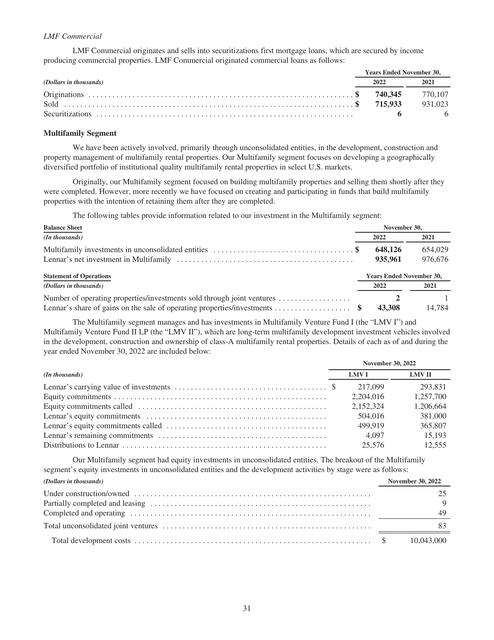 LMF Commercial
LMF Commercial originates and sells into securitizations first mortgage loans, which are secured by income
producing commercial properties. LMF Commercial originated commercial loans as follows:
Years Ended November 30,
(Dollars in thousands) 2022 2021
Originations $ 740,345 770,107
Sold $ 715,933 931,023
Securitizations 6 6
Multifamily Segment
We have been actively involved, primarily through unconsolidated entities, in the development, construction and
property management of multifamily rental properties. Our Multifamily segment focuses on developing a geographically
diversified portfolio of institutional quality multifamily rental properties in select U.S. markets.
Originally, our Multifamily segment focused on building multifamily properties and selling them shortly after they
were completed. However, more recently we have focused on creating and participating in funds that build multifamily
properties with the intention of retaining them after they are completed.
The following tables provide information related to our investment in the Multifamily segment:
Balance Sheet November 30,
(In thousands) 2022 2021
Multifamily investments in unconsolidated entities $ 648,126 654,029
Lennar's net investment in Multifamily 935,961 976,676
Statement of Operations Years Ended November 30,
(Dollars in thousands) 2022 2021
Number of operating properties/investments sold through joint ventures 2 1
Lennar's share of gains on the sale of operating properties/investments $ 43,308 14,784
The Multifamily segment manages and has investments in Multifamily Venture Fund I (the "LMV I") and
Multifamily Venture Fund II LP (the "LMV II"), which are long-term multifamily development investment vehicles involved
in the development, construction and ownership of class-A multifamily rental properties. Details of each as of and during the
year ended November 30, 2022 are included below:
November 30, 2022
(In thousands) LMV I LMV II
Lennar's carrying value of investments $ 217,099 293,831
Equity commitments 2,204,016 1,257,700
Equity commitments called 2,152,324 1,206,664
Lennar's equity commitments 504,016 381,000
Lennar's equity commitments called 499,919 365,807
Lennar's remaining commitments 4,097 15,193
Distributions to Lennar 25,576 12,555
Our Multifamily segment had equity investments in unconsolidated entities. The breakout of the Multifamily
segment's equity investments in unconsolidated entities and the development activities by stage were as follows:
(Dollars in thousands) November 30, 2022
Under construction/owned 25
Partially completed and leasing 9
Completed and operating 49
Total unconsolidated joint ventures 83
Total development costs $ 10,043,000
31